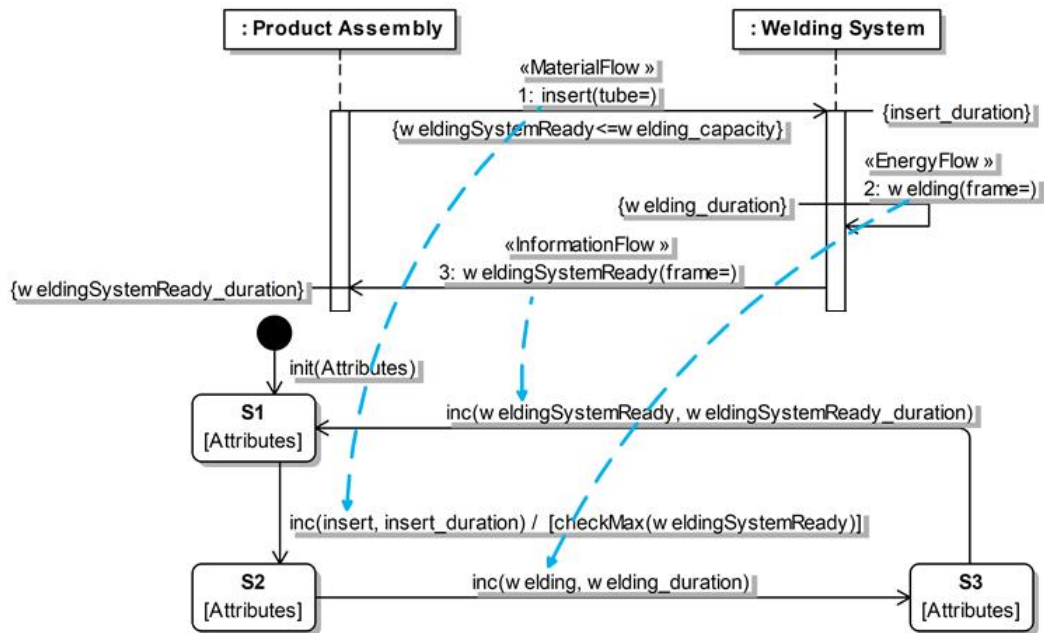 : Product Assembly
: Welding System
«MaterialFlow »
1: insert(tube=)
{insert_duration}
{weldingSystemReady<=welding_capacity}
«EnergyFlow »
2: welding(frame=)
{welding_duration}
«InformationFlow »
3: weldingSystemReady(frame=)
{weldingSystemReady_duration}
init(Attributes)
S1
[Attributes]
inc(weldingSystemReady, weldingSystemReady_duration)
inc(insert, insert_duration) / [checkMax(weldingSystemReady)]
S2
[Attributes]
inc(welding, welding_duration)
S3
[Attributes]